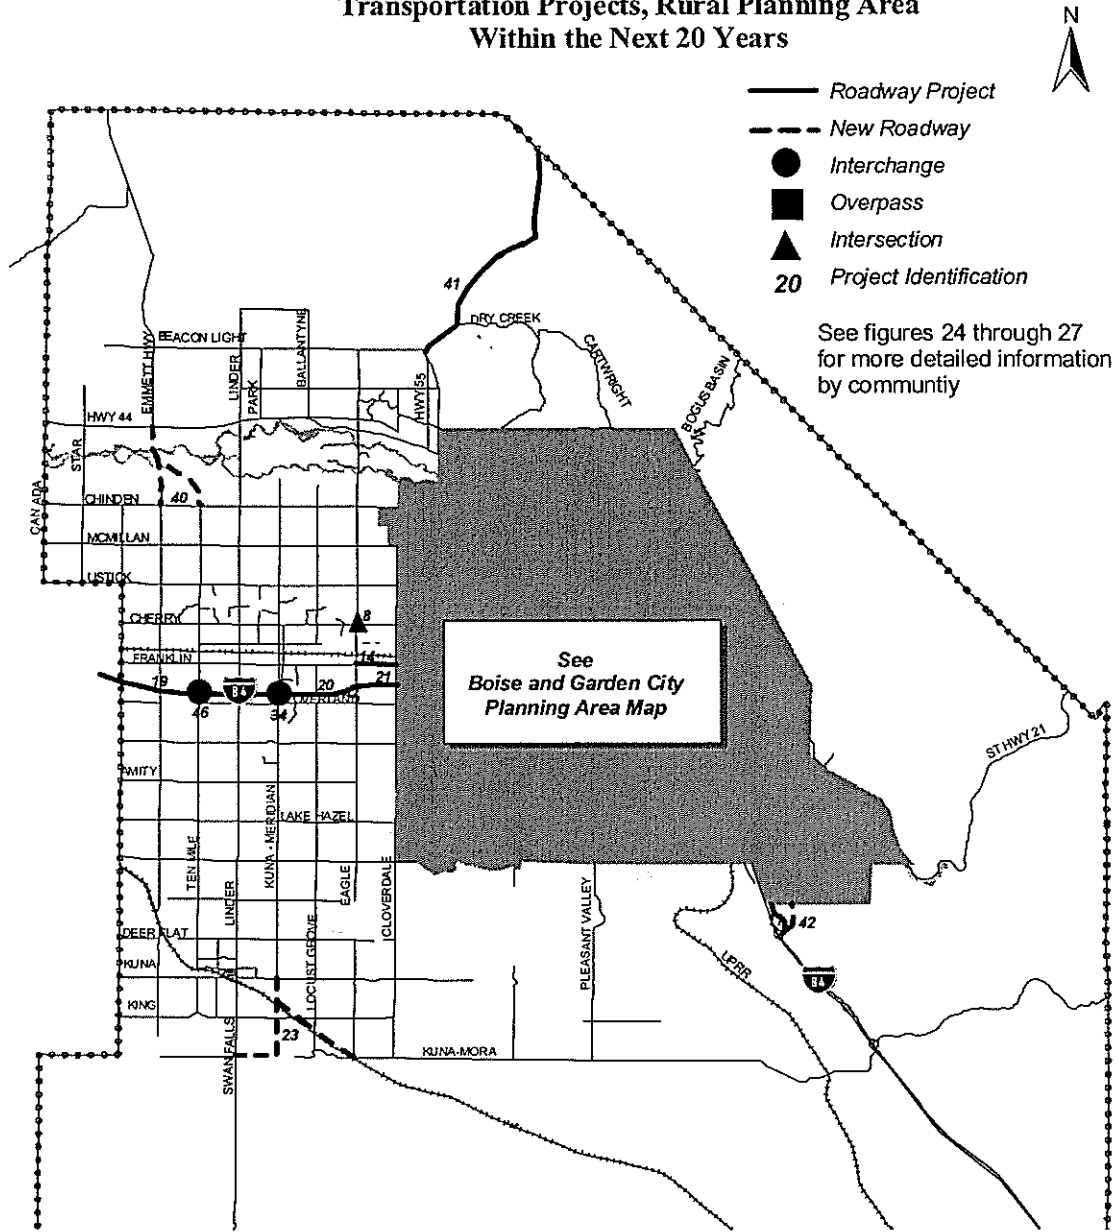 Transportation Projects, Rural Planning Area
Within the Next 20 Years
N
Roadway Project
New Roadway
Interchange
Overpass
Intersection
20 Project Identification
See figures 24 through 27
for more detailed information
by communtiy
41
DRY CREEK
CARTWRIGHT
BOGUS BASIN
BEACON LIGHT
EMMETT HWY
LINDER
PARK
BALLANTYNE
HWY 55
HWY 44
STAR
CANADA
CHINDEN
40
MCMILLAN
USTICK
CHERRY
8
FRANKLIN
14
19
84
20
21
OVERLAND
46
34
See
Boise and Garden City
Planning Area Map
ST HWY 21
AMITY
KUNA - MERIDIAN
LAKE HAZEL
TEN MILE
LINDER
EAGLE
CLOVERDALE
LOCUST GROVE
PLEASANT VALLEY
DEER FLAT
KUNA
KING
42
UPRR
84
23
SWAN FALLS
KUNA-MORA